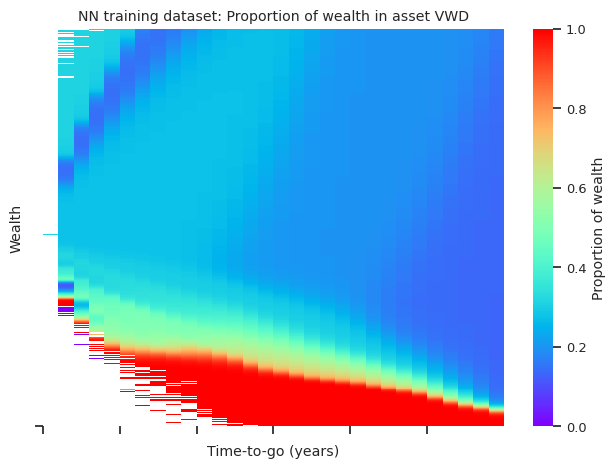 NN training dataset: Proportion of wealth in asset VWD
Wealth
Time-to-go (years)
1.0
0.8
0.6
0.4
0.2
0.0
Proportion of wealth